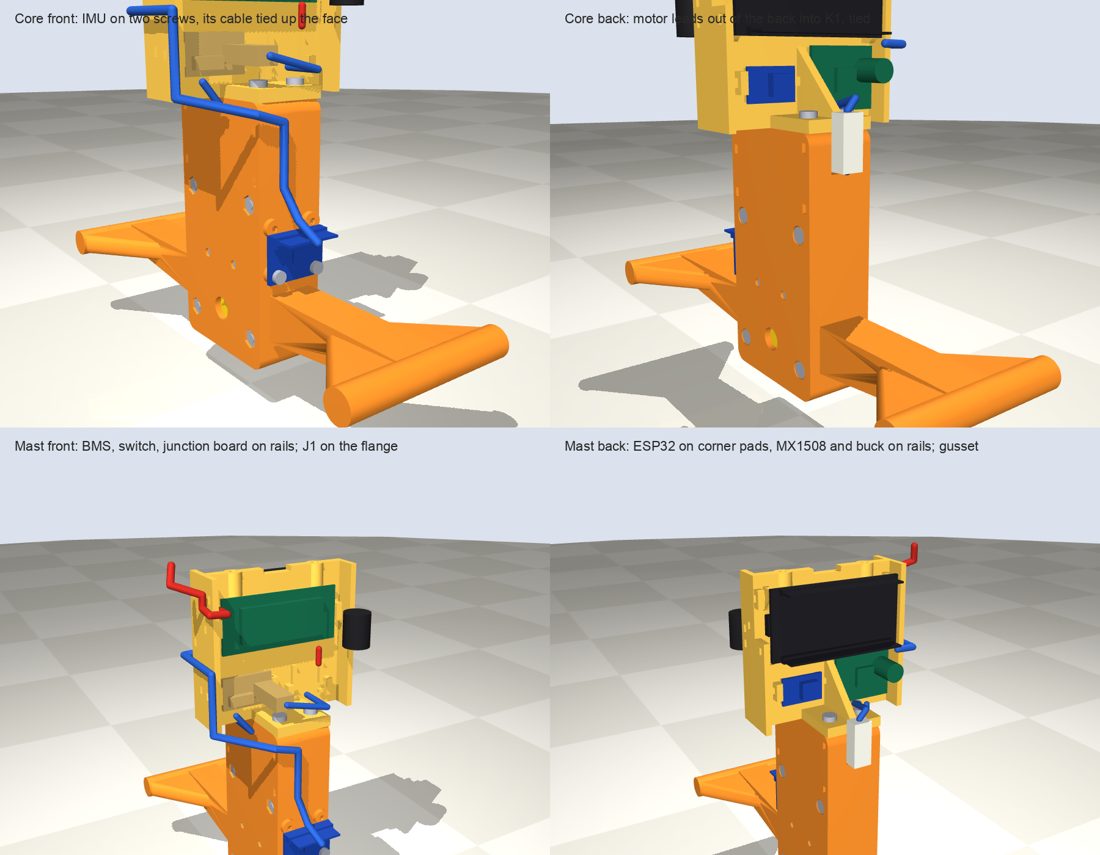 Core front: IMU on two screws, its cable tied up the face
Core back: motor leads out of the back into K1, tied
Mast front: BMS, switch, junction board on rails; J1 on the flange
Mast back: ESP32 on corner pads, MX1508 and buck on rails; gusset